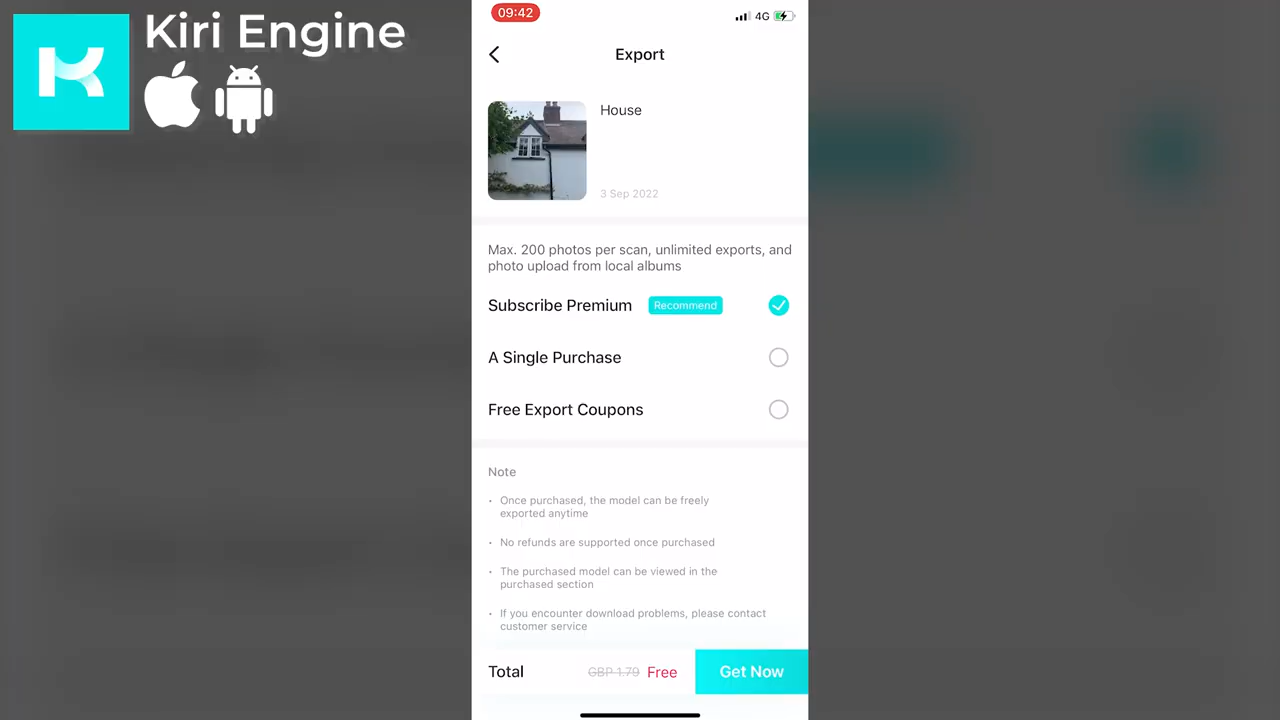 Kiri Engine
09:42
4G
Export
House
3 Sep 2022
Max. 200 photos per scan, unlimited exports, and
photo upload from local albums
Subscribe Premium Recommend
A Single Purchase
Free Export Coupons
Note
• Once purchased, the model can be freely
exported anytime
• No refunds are supported once purchased
• The purchased model can be viewed in the
purchased section
• If you encounter download problems, please contact
customer service
Total GBP 1.79 Free Get Now